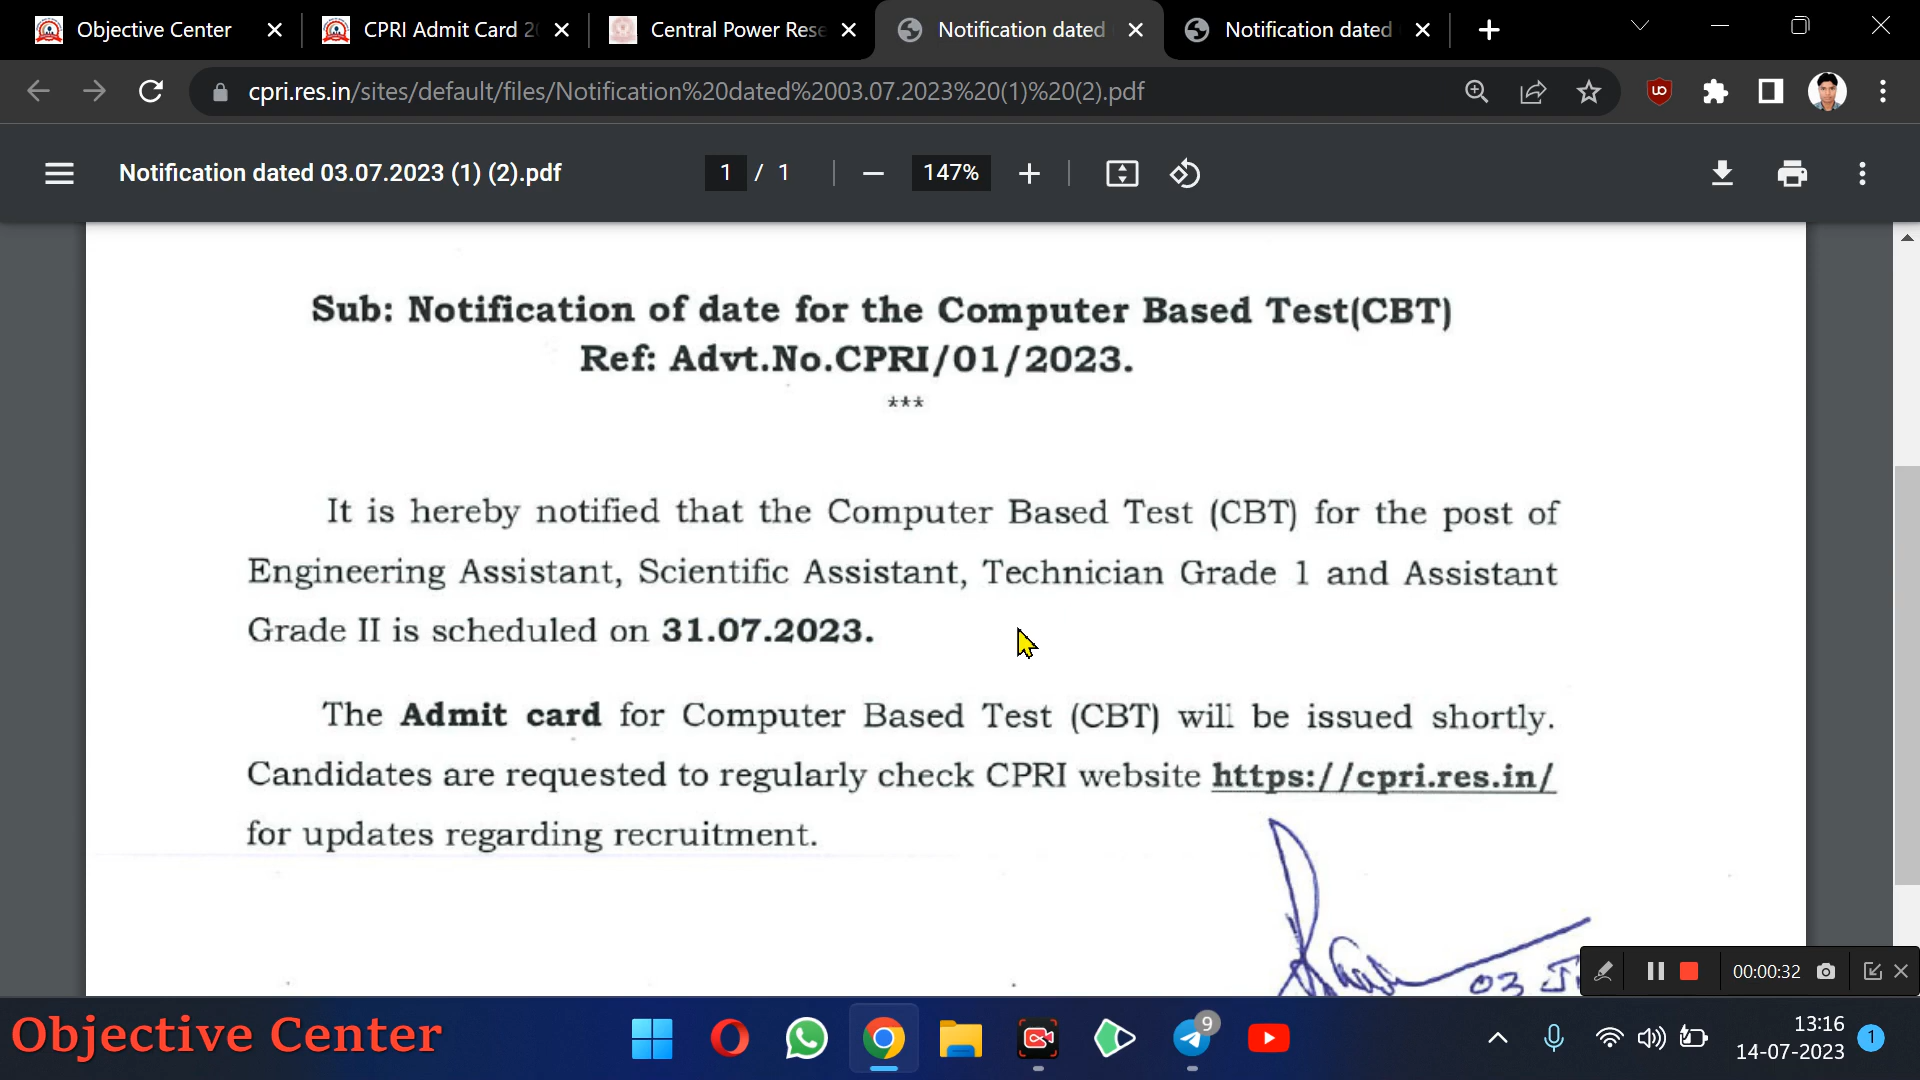 Objective Center
CPRI Admit Card 2
Central Power Rese
Notification dated
Notification dated
cpri.res.in/sites/default/files/Notification%20dated%2003.07.2023%20(1)%20(2).pdf
Notification dated 03.07.2023 (1) (2).pdf
1 / 1
147%
Sub: Notification of date for the Computer Based Test(CBT)
Ref: Advt.No.CPRI/01/2023.
***
It is hereby notified that the Computer Based Test (CBT) for the post of
Engineering Assistant, Scientific Assistant, Technician Grade 1 and Assistant
Grade II is scheduled on 31.07.2023.
The Admit card for Computer Based Test (CBT) will be issued shortly.
Candidates are requested to regularly check CPRI website https://cpri.res.in/
for updates regarding recruitment.
03
00:00:32
Objective Center
9
13:16
14-07-2023
1